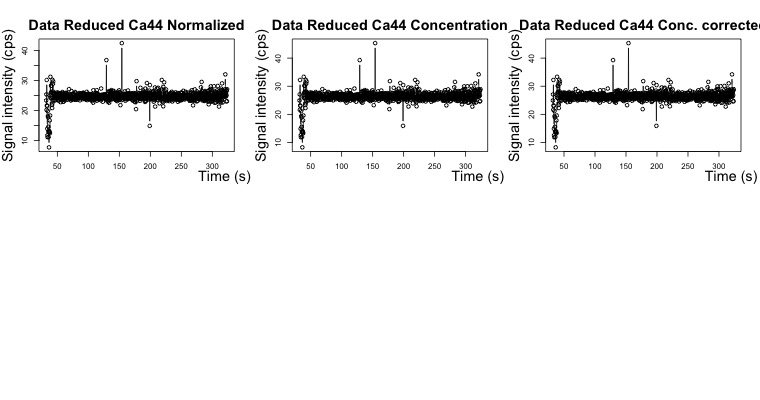 Data Reduced Ca44 Normalized
Signal intensity (cps)
10 20 30 40
50 100 150 200 250 300
Time (s)
Data Reduced Ca44 Concentration
Signal intensity (cps)
10 20 30 40
50 100 150 200 250 300
Time (s)
Data Reduced Ca44 Conc. correcte
Signal intensity (cps)
10 20 30 40
50 100 150 200 250 300
Time (s)